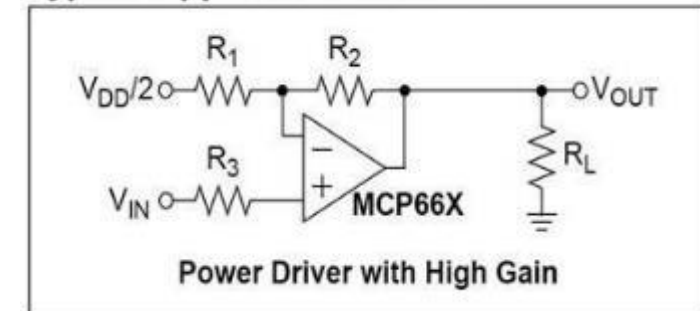 R1 R2
VDD/2 VOUT
R3 RL
VIN
−
+
MCP66X
Power Driver with High Gain